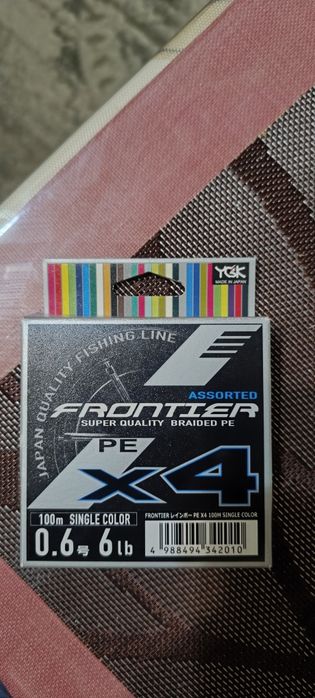 YGK
MADE IN JAPAN
JAPAN QUALITY FISHING LINE
ASSORTED
FRONTIER
SUPER QUALITY BRAIDED PE
PE
X4
100m SINGLE COLOR
0.6号 6lb
FRONTIER レインボー PE X4 100M SINGLE COLOR
4 988494 342010